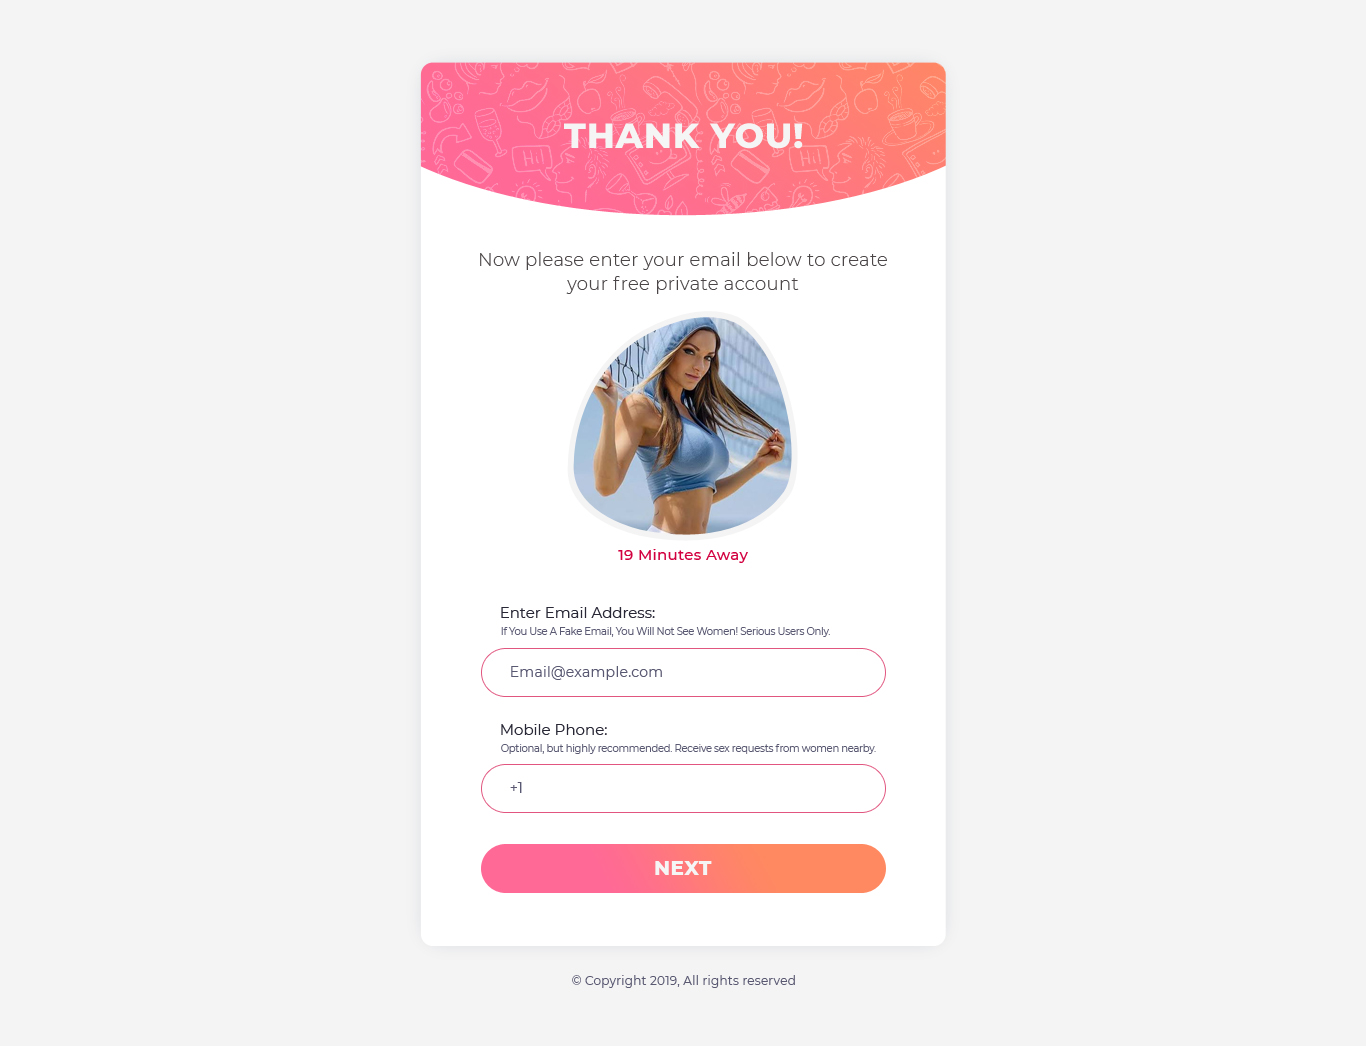 THANK YOU!
Hi!
Hi!
Now please enter your email below to create
your free private account
19 Minutes Away
Enter Email Address:
If You Use A Fake Email, You Will Not See Women! Serious Users Only.
Email@example.com
Mobile Phone:
Optional, but highly recommended. Receive sex requests from women nearby.
+1
NEXT
© Copyright 2019, All rights reserved